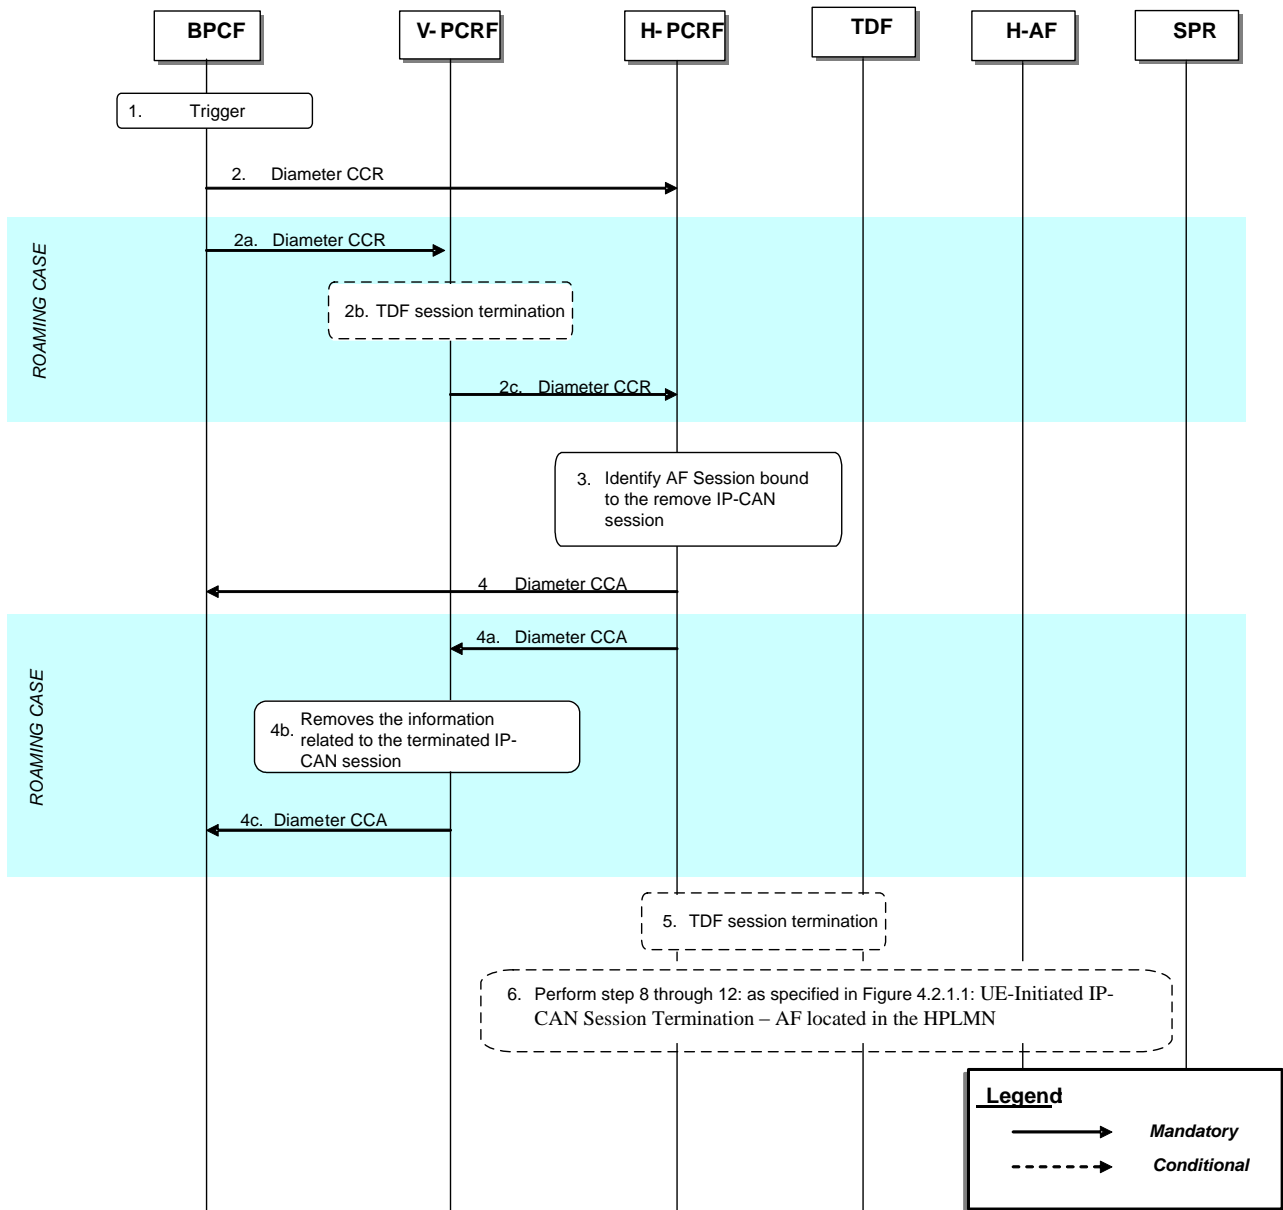 BPCF
V- PCRF
H- PCRF
TDF
H-AF
SPR
1. Trigger
2. Diameter CCR
ROAMING CASE
2a. Diameter CCR
2b. TDF session termination
2c. Diameter CCR
3. Identify AF Session bound
to the remove IP-CAN
session
4 Diameter CCA
ROAMING CASE
4a. Diameter CCA
4b. Removes the information
related to the terminated IP-
CAN session
4c. Diameter CCA
5. TDF session termination
6. Perform step 8 through 12: as specified in Figure 4.2.1.1: UE-Initiated IP-
CAN Session Termination – AF located in the HPLMN
Legend
Mandatory
Conditional